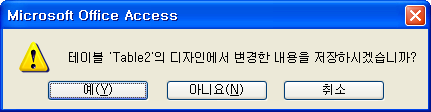 Microsoft Office Access
테이블 'Table2'의 디자인에서 변경한 내용을 저장하시겠습니까?
예(Y) 아니요(N) 취소